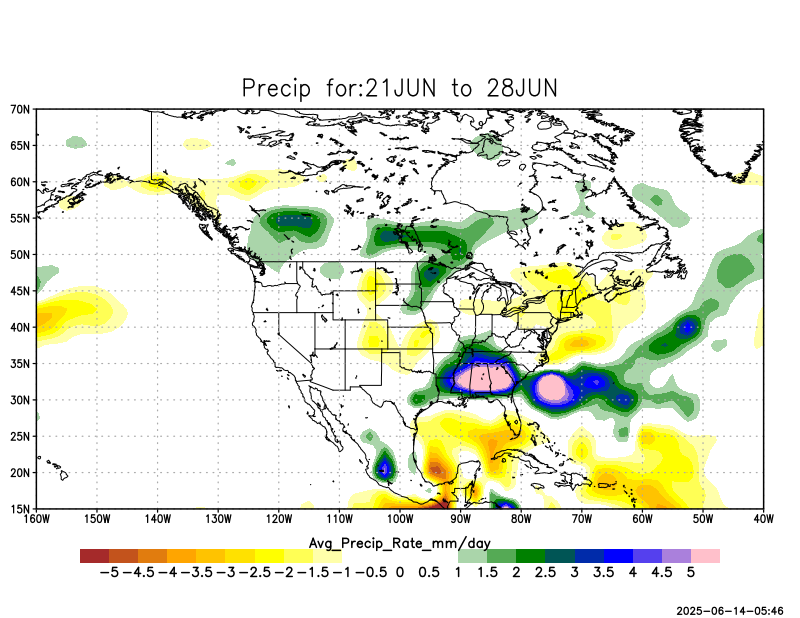 Precip for:21JUN to 28JUN
70N
65N
60N
55N
50N
45N
40N
35N
30N
25N
20N
15N
160W 150W 140W 130W 120W 110W 100W 90W 80W 70W 60W 50W 40W
Avg_Precip_Rate_mm/day
-5 -4.5 -4 -3.5 -3 -2.5 -2 -1.5 -1 -0.5 0 0.5 1 1.5 2 2.5 3 3.5 4 4.5 5
2025-06-14-05:46